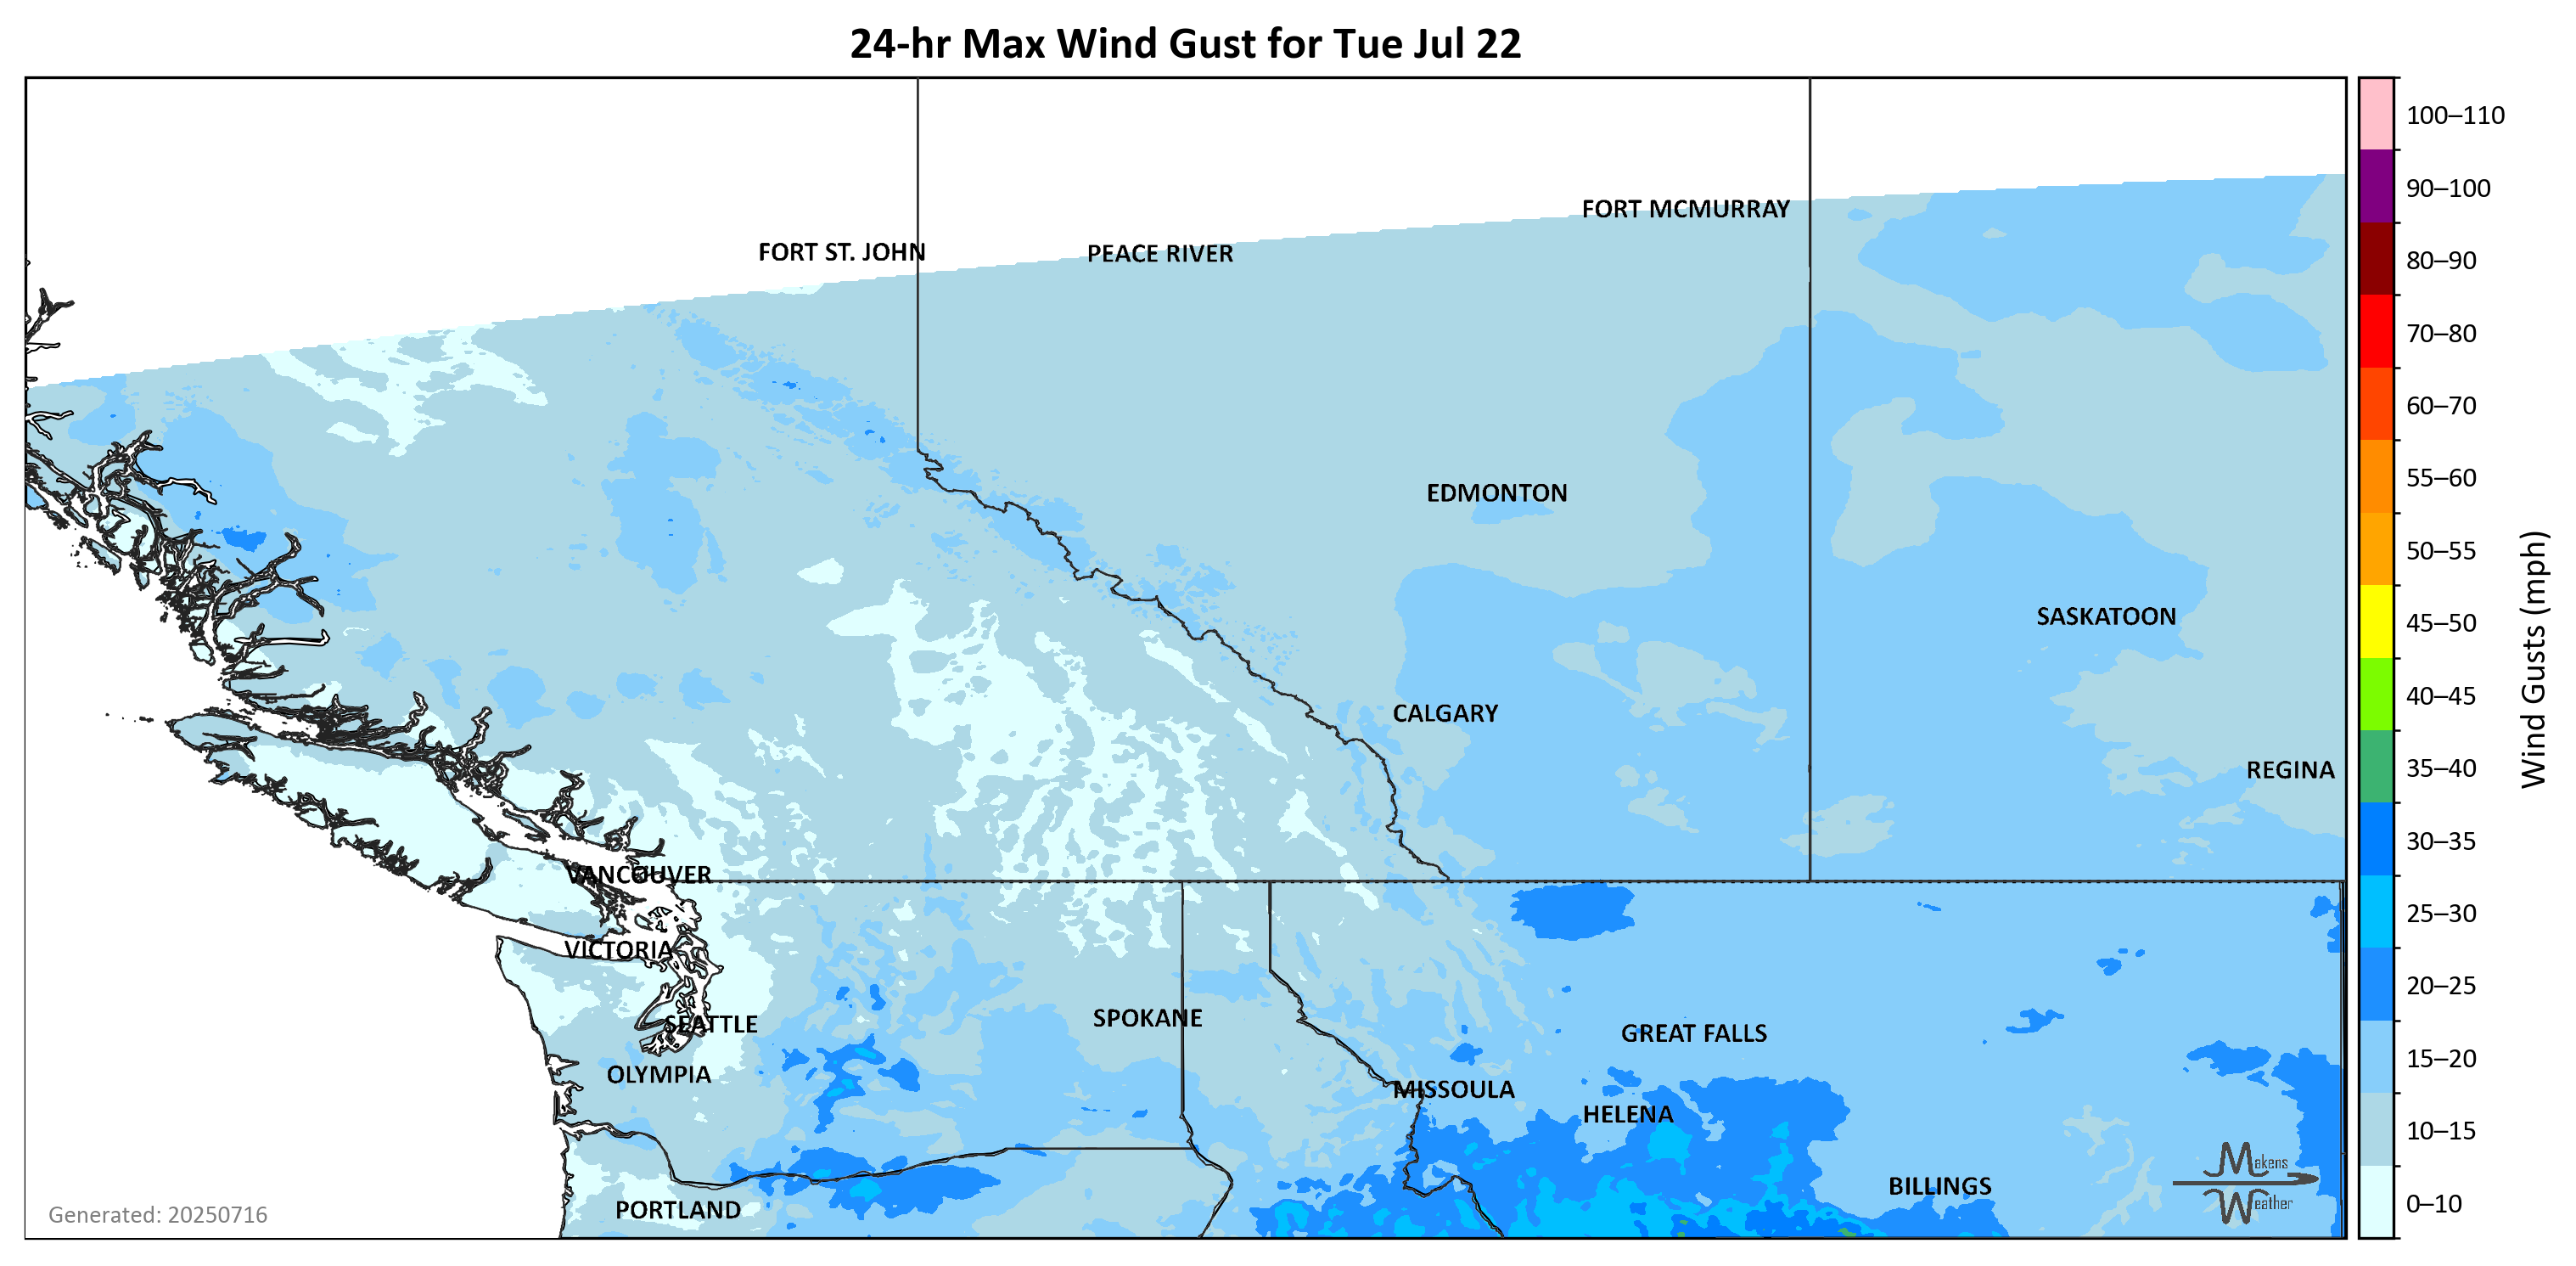 24-hr Max Wind Gust for Tue Jul 22
100–110
90–100
80–90
70–80
60–70
55–60
50–55
45–50
40–45
35–40
30–35
25–30
20–25
15–20
10–15
0–10
Wind Gusts (mph)
FORT MCMURRAY
FORT ST. JOHN
PEACE RIVER
EDMONTON
SASKATOON
CALGARY
REGINA
VANCOUVER
VICTORIA
SPOKANE
SEATTLE
GREAT FALLS
OLYMPIA
MISSOULA
HELENA
BILLINGS
PORTLAND
Makens
Weather
Generated: 20250716